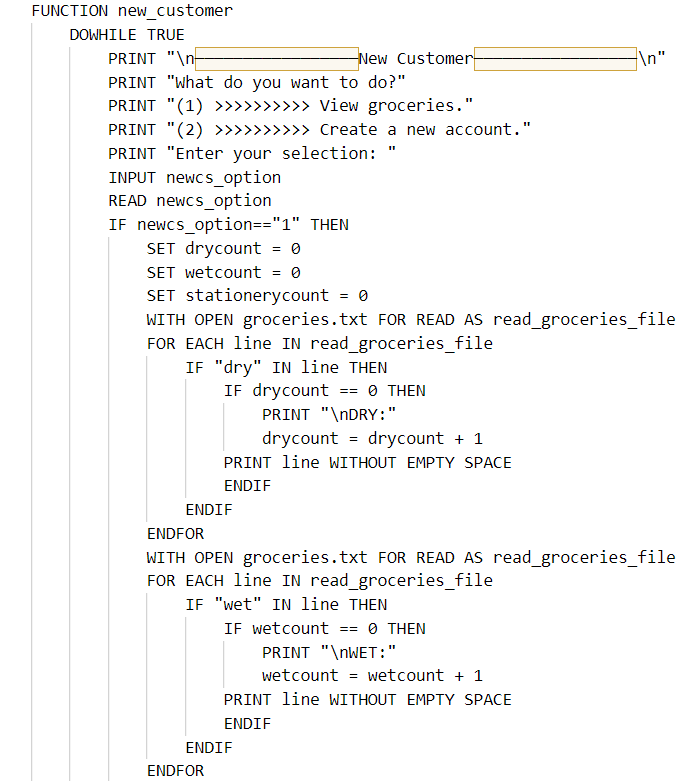 FUNCTION new_customer
DOWHILE TRUE
PRINT "\n─────────────────New Customer─────────────────\n"
PRINT "What do you want to do?"
PRINT "(1) >>>>>>>>>> View groceries."
PRINT "(2) >>>>>>>>>> Create a new account."
PRINT "Enter your selection: "
INPUT newcs_option
READ newcs_option
IF newcs_option=="1" THEN
SET drycount = 0
SET wetcount = 0
SET stationerycount = 0
WITH OPEN groceries.txt FOR READ AS read_groceries_file
FOR EACH line IN read_groceries_file
IF "dry" IN line THEN
IF drycount == 0 THEN
PRINT "\nDRY:"
drycount = drycount + 1
PRINT line WITHOUT EMPTY SPACE
ENDIF
ENDIF
ENDFOR
WITH OPEN groceries.txt FOR READ AS read_groceries_file
FOR EACH line IN read_groceries_file
IF "wet" IN line THEN
IF wetcount == 0 THEN
PRINT "\nWET:"
wetcount = wetcount + 1
PRINT line WITHOUT EMPTY SPACE
ENDIF
ENDIF
ENDFOR